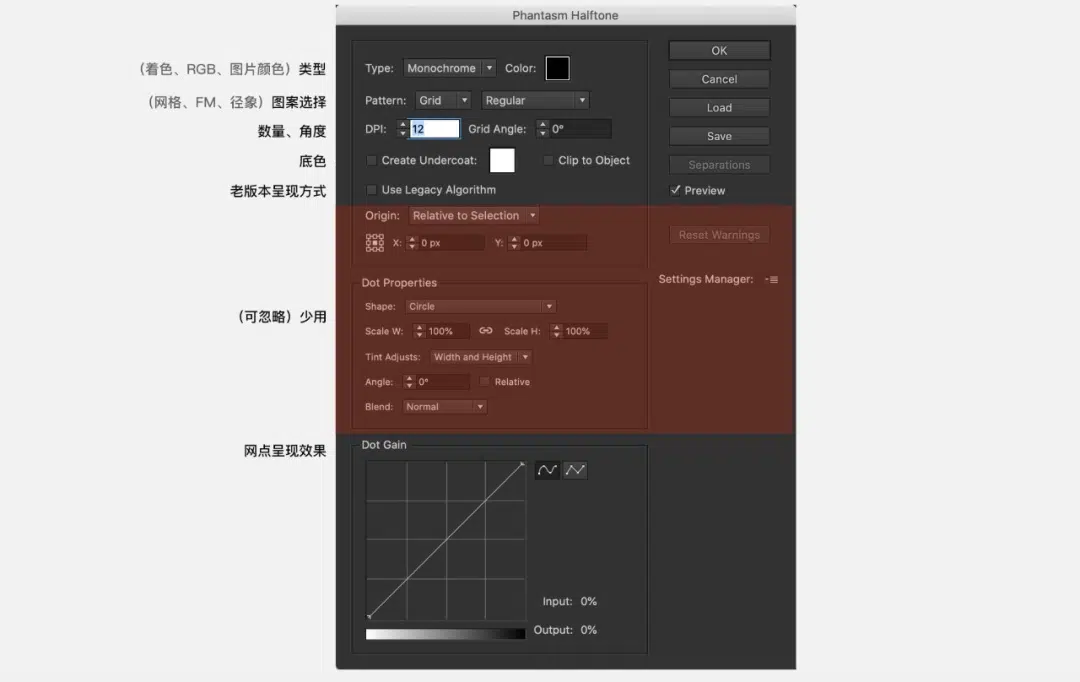 Phantasm Halftone
（着色、RGB、图片颜色）类型
Type: Monochrome Color:
OK
Cancel
（网格、FM、径象）图案选择
Pattern: Grid Regular
Load
数量、角度
DPI: 12 Grid Angle: 0°
Save
底色
Create Undercoat: Clip to Object
Separations
老版本呈现方式
Use Legacy Algorithm
Preview
Origin: Relative to Selection
Reset Warnings
X: 0 px Y: 0 px
Settings Manager:
Dot Properties
（可忽略）少用
Shape: Circle
Scale W: 100% Scale H: 100%
Tint Adjusts: Width and Height
Angle: 0° Relative
Blend: Normal
网点呈现效果
Dot Gain
Input: 0%
Output: 0%